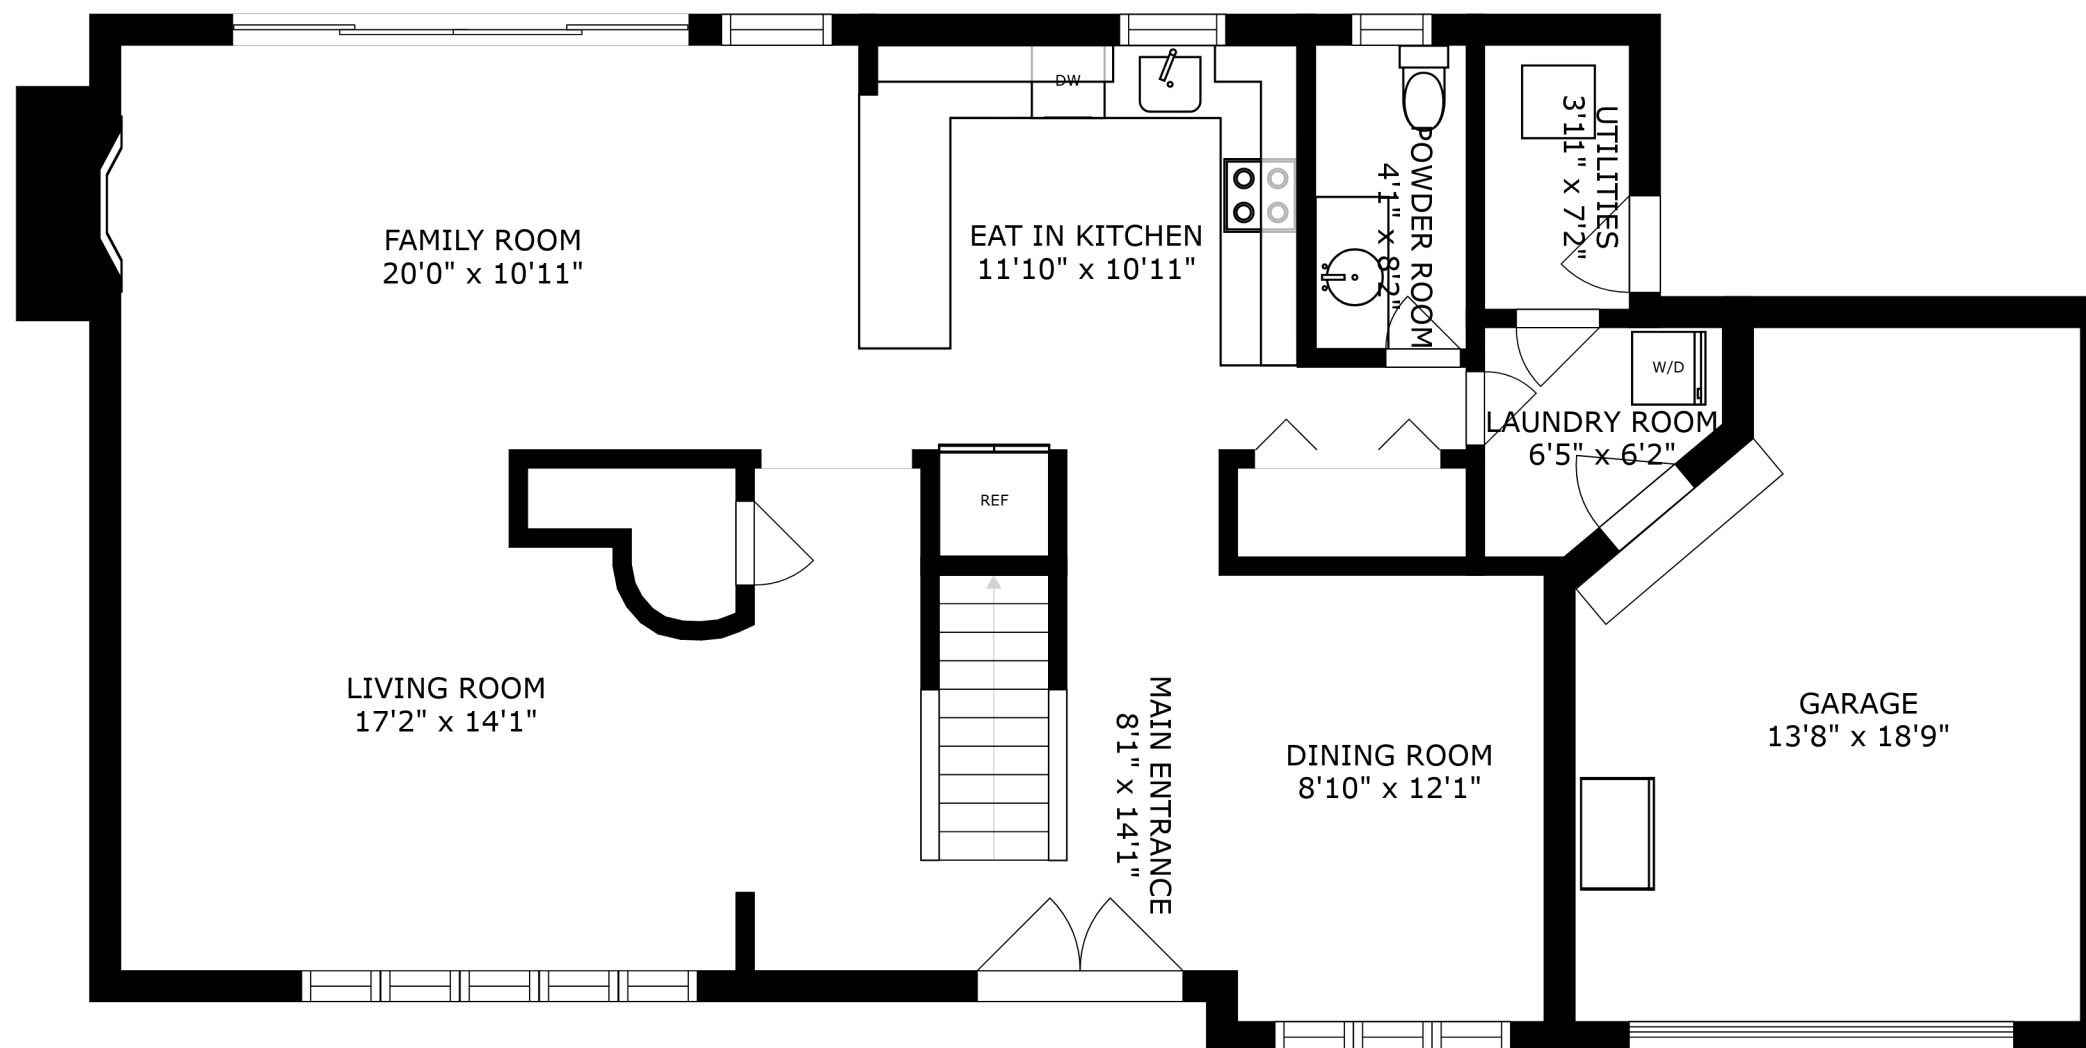 DW
UTILITIES
3'11" x 7'2"
POWDER ROOM
4'1" x 8'2"
FAMILY ROOM
20'0" x 10'11"
EAT IN KITCHEN
11'10" x 10'11"
W/D
LAUNDRY ROOM
6'5" x 6'2"
REF
LIVING ROOM
17'2" x 14'1"
MAIN ENTRANCE
8'1" x 14'1"
DINING ROOM
8'10" x 12'1"
GARAGE
13'8" x 18'9"